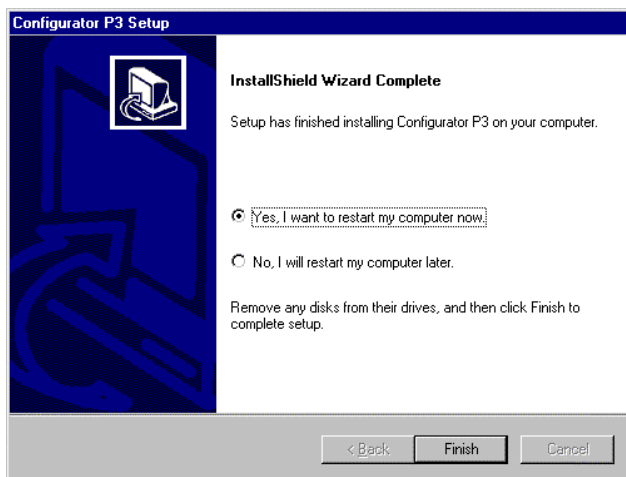 Configurator P3 Setup
InstallShield Wizard Complete
Setup has finished installing Configurator P3 on your computer.
Yes, I want to restart my computer now.
No, I will restart my computer later.
Remove any disks from their drives, and then click Finish to
complete setup.
< Back Finish Cancel